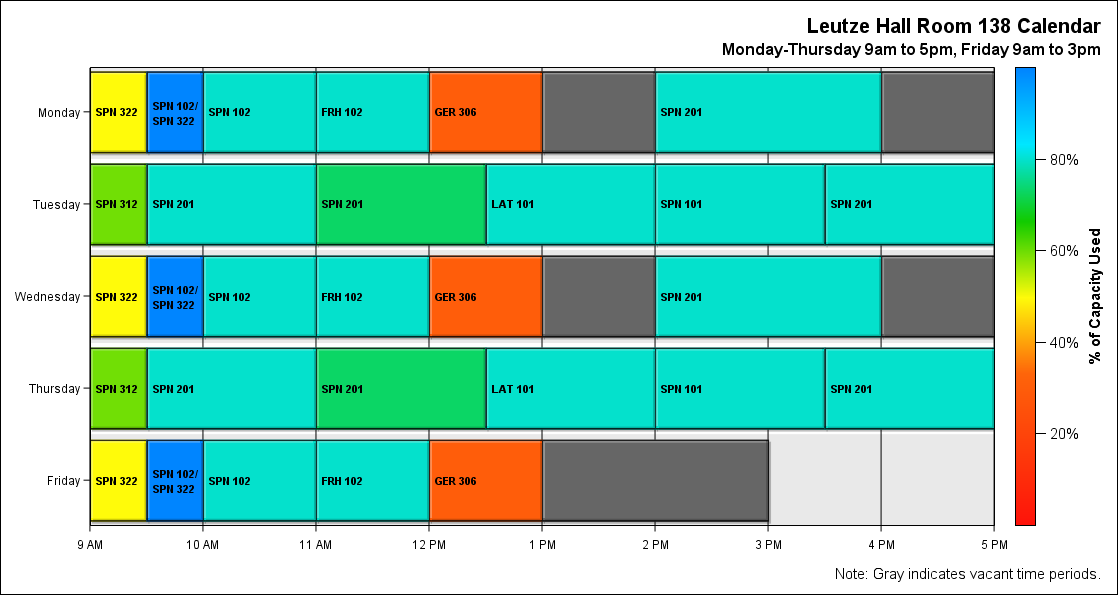 Leutze Hall Room 138 Calendar
Monday-Thursday 9am to 5pm, Friday 9am to 3pm
Monday
SPN 322
SPN 102/
SPN 322
SPN 102
FRH 102
GER 306
SPN 201
Tuesday
SPN 312
SPN 201
SPN 201
LAT 101
SPN 101
SPN 201
Wednesday
SPN 322
SPN 102/
SPN 322
SPN 102
FRH 102
GER 306
SPN 201
Thursday
SPN 312
SPN 201
SPN 201
LAT 101
SPN 101
SPN 201
Friday
SPN 322
SPN 102/
SPN 322
SPN 102
FRH 102
GER 306
9 AM
10 AM
11 AM
12 PM
1 PM
2 PM
3 PM
4 PM
5 PM
80%
60%
40%
20%
% of Capacity Used
Note: Gray indicates vacant time periods.